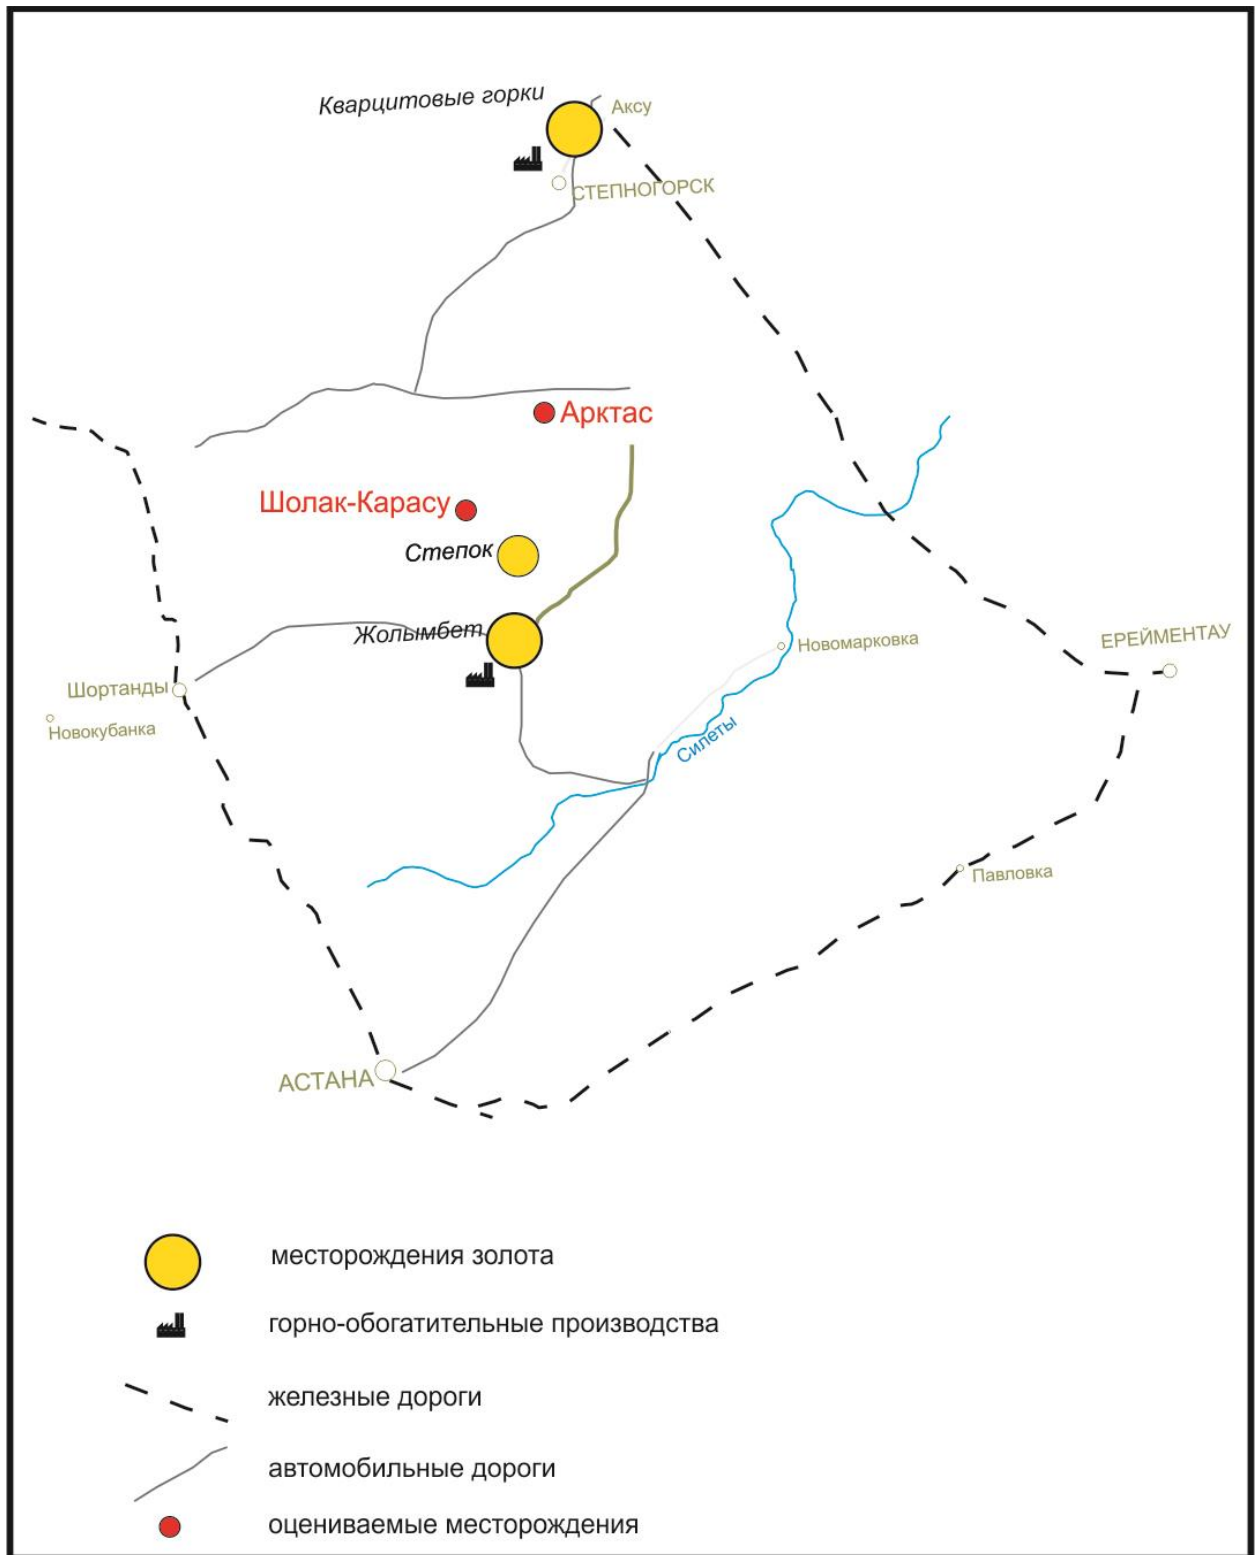 Кварцитовые горки
Аксу
СТЕПНОГОРСК
Арктас
Шолак-Карасу
Степок
Жолымбет
Новомарковка
ЕРЕЙМЕНТАУ
Шортанды
Новокубанка
Силеты
Павловка
АСТАНА
месторождения золота
горно-обогатительные производства
железные дороги
автомобильные дороги
оцениваемые месторождения